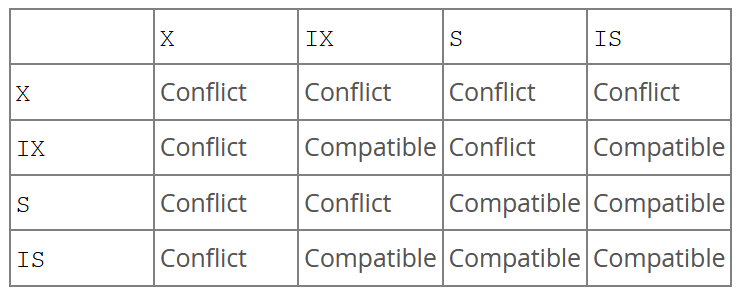 X IX S IS
X Conflict Conflict Conflict Conflict
IX Conflict Compatible Conflict Compatible
S Conflict Conflict Compatible Compatible
IS Conflict Compatible Compatible Compatible